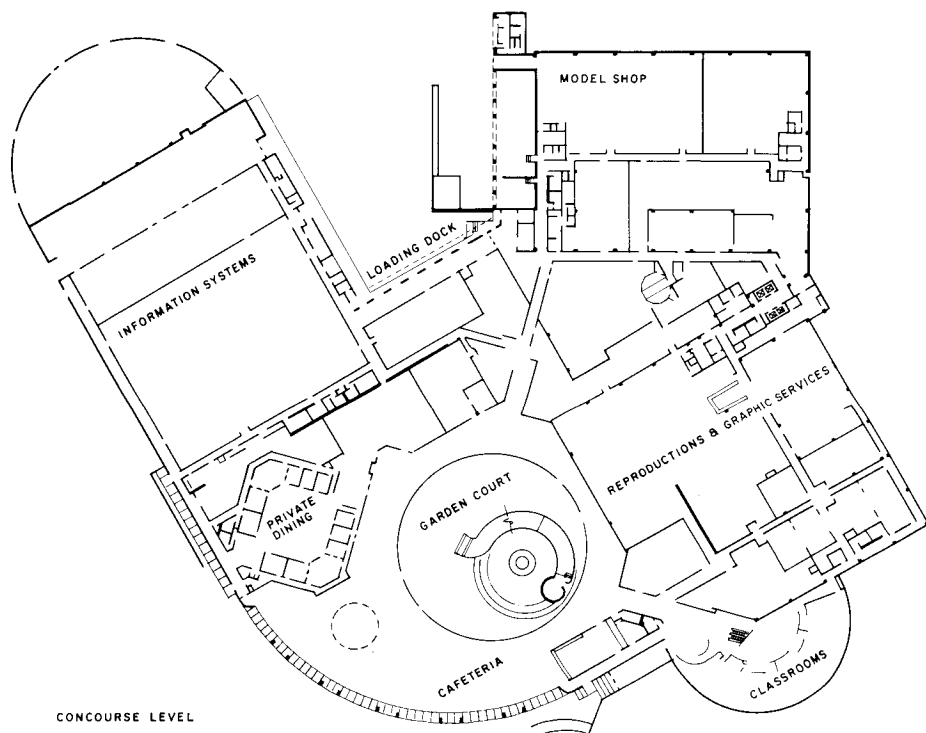 MODEL SHOP
LOADING DOCK
INFORMATION SYSTEMS
REPRODUCTIONS & GRAPHIC SERVICES
GARDEN COURT
PRIVATE
DINING
CAFETERIA
CLASSROOMS
CONCOURSE LEVEL